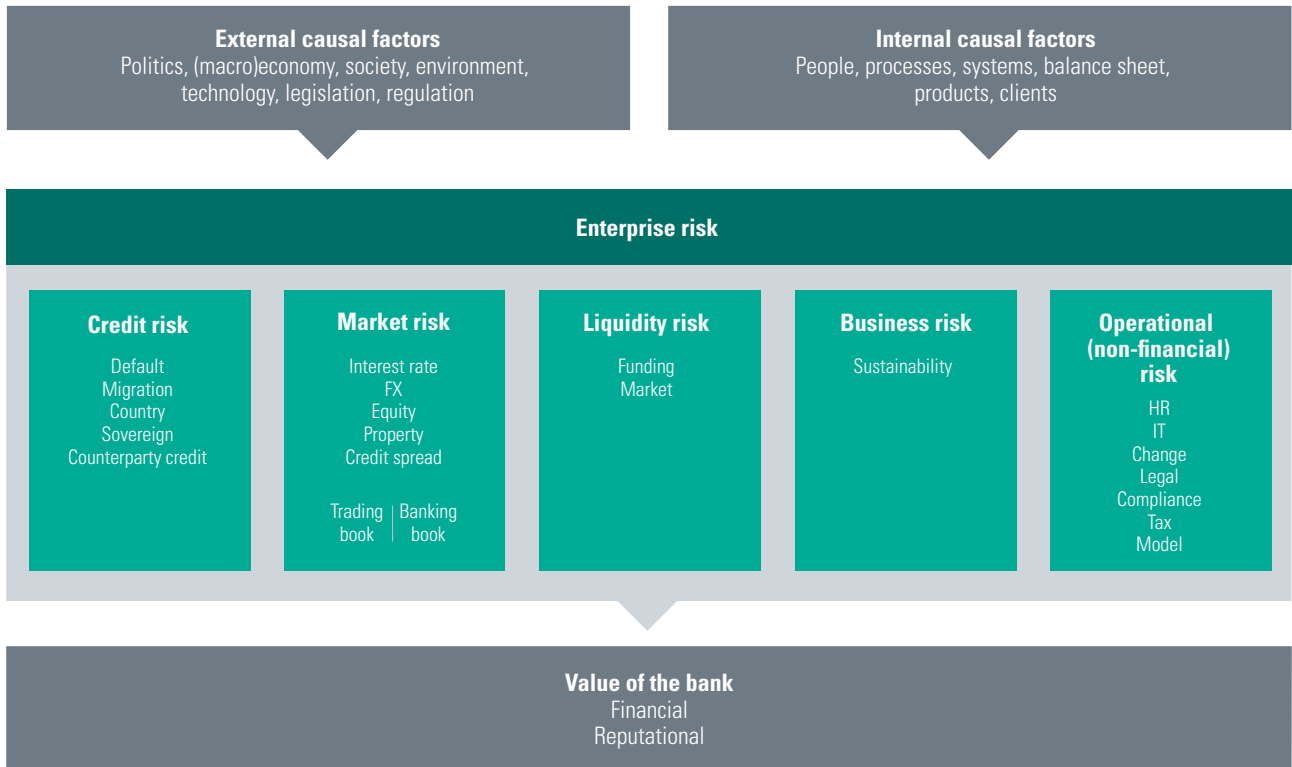 External causal factors
Politics, (macro)economy, society, environment,
technology, legislation, regulation
Internal causal factors
People, processes, systems, balance sheet,
products, clients
Enterprise risk
Credit risk
Default
Migration
Country
Sovereign
Counterparty credit
Market risk
Interest rate
FX
Equity
Property
Credit spread
Trading | Banking
book | book
Liquidity risk
Funding
Market
Business risk
Sustainability
Operational
(non-financial)
risk
HR
IT
Change
Legal
Compliance
Tax
Model
Value of the bank
Financial
Reputational